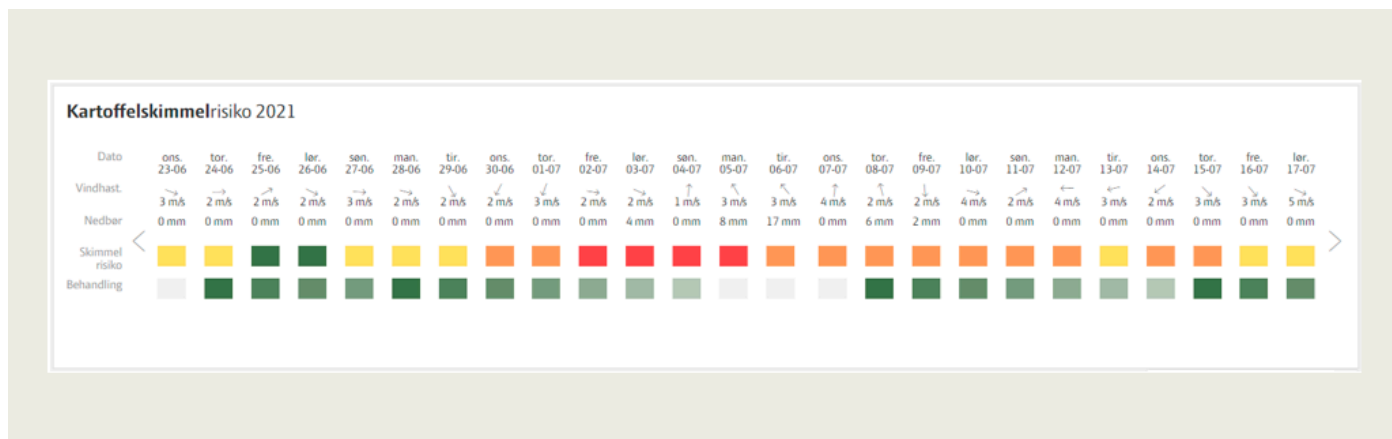 Kartoffelskimmelrisiko 2021
Dato ons. tor. fre. lør. søn. man. tir. ons. tor. fre. lør. søn. man. tir. ons. tor. fre. lør. søn. man. tir. ons. tor. fre. lør.
23-06 24-06 25-06 26-06 27-06 28-06 29-06 30-06 01-07 02-07 03-07 04-07 05-07 06-07 07-07 08-07 09-07 10-07 11-07 12-07 13-07 14-07 15-07 16-07 17-07
Vindhast. 3 m/s 2 m/s 2 m/s 2 m/s 3 m/s 2 m/s 2 m/s 2 m/s 3 m/s 2 m/s 2 m/s 1 m/s 3 m/s 3 m/s 4 m/s 2 m/s 2 m/s 4 m/s 2 m/s 4 m/s 3 m/s 2 m/s 3 m/s 3 m/s 5 m/s
Nedbør 0 mm 0 mm 0 mm 0 mm 0 mm 0 mm 0 mm 0 mm 0 mm 0 mm 4 mm 0 mm 8 mm 17 mm 0 mm 6 mm 2 mm 0 mm 0 mm 0 mm 0 mm 0 mm 0 mm 0 mm 0 mm
Skimmel
risiko
Behandling